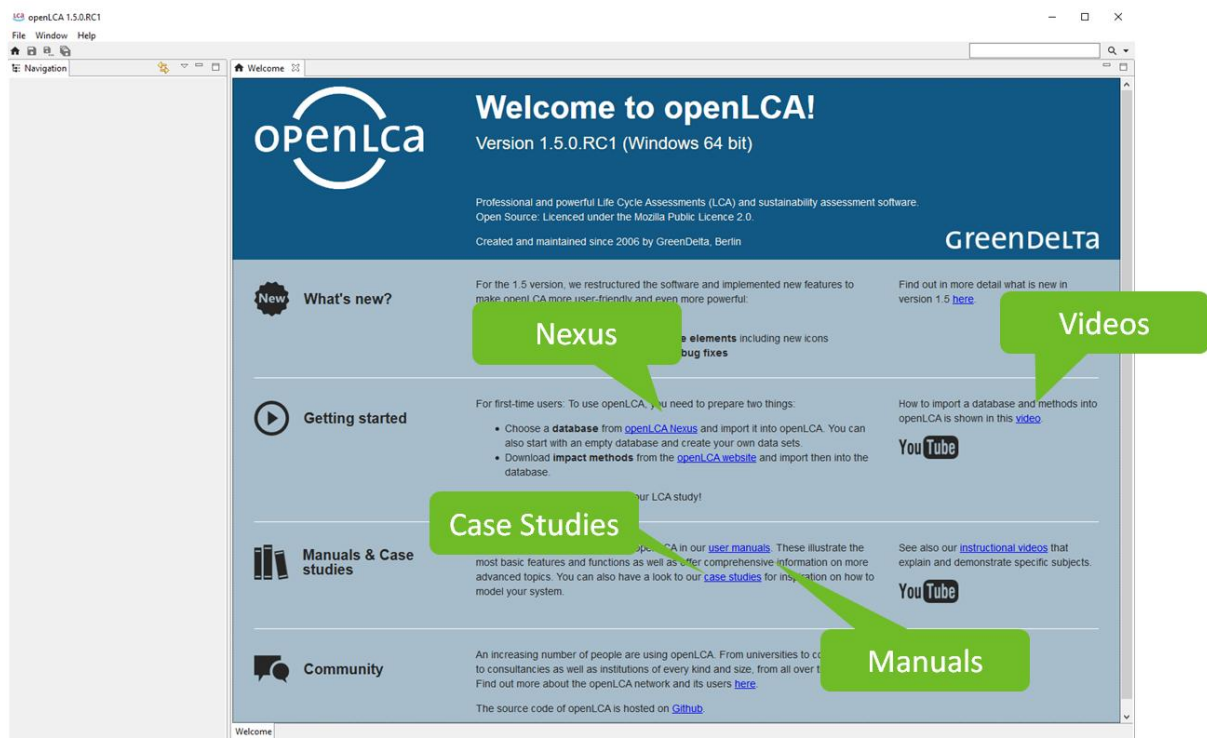 openLCA 1.5.0.RC1
File Window Help
Navigation
Welcome
openLca
Welcome to openLCA!
Version 1.5.0.RC1 (Windows 64 bit)
Professional and powerful Life Cycle Assessments (LCA) and sustainability assessment software.
Open Source: Licenced under the Mozilla Public Licence 2.0.
Created and maintained since 2006 by GreenDelta, Berlin
GreenDeLTa
New
What's new?
For the 1.5 version, we restructured the software and implemented new features to
make openLCA more user-friendly and even more powerful:
elements including new icons
bug fixes
Find out in more detail what is new in
version 1.5 here.
Nexus
Videos
Getting started
For first-time users: To use openLCA, you need to prepare two things:
• Choose a database from openLCA Nexus and import it into openLCA. You can
also start with an empty database and create your own data sets.
• Download impact methods from the openLCA website and import then into the
database.
our LCA study!
How to import a database and methods into
openLCA is shown in this video.
You Tube
Case Studies
Manuals & Case
studies
in our user manuals. These illustrate the
most basic features and functions as well as offer comprehensive information on more
advanced topics. You can also have a look to our case studies for inspiration on how to
model your system.
See also our instructional videos that
explain and demonstrate specific subjects.
You Tube
Manuals
Community
An increasing number of people are using openLCA. From universities to
to consultancies as well as institutions of every kind and size, from all over
Find out more about the openLCA network and its users here.
The source code of openLCA is hosted on Github.
Welcome